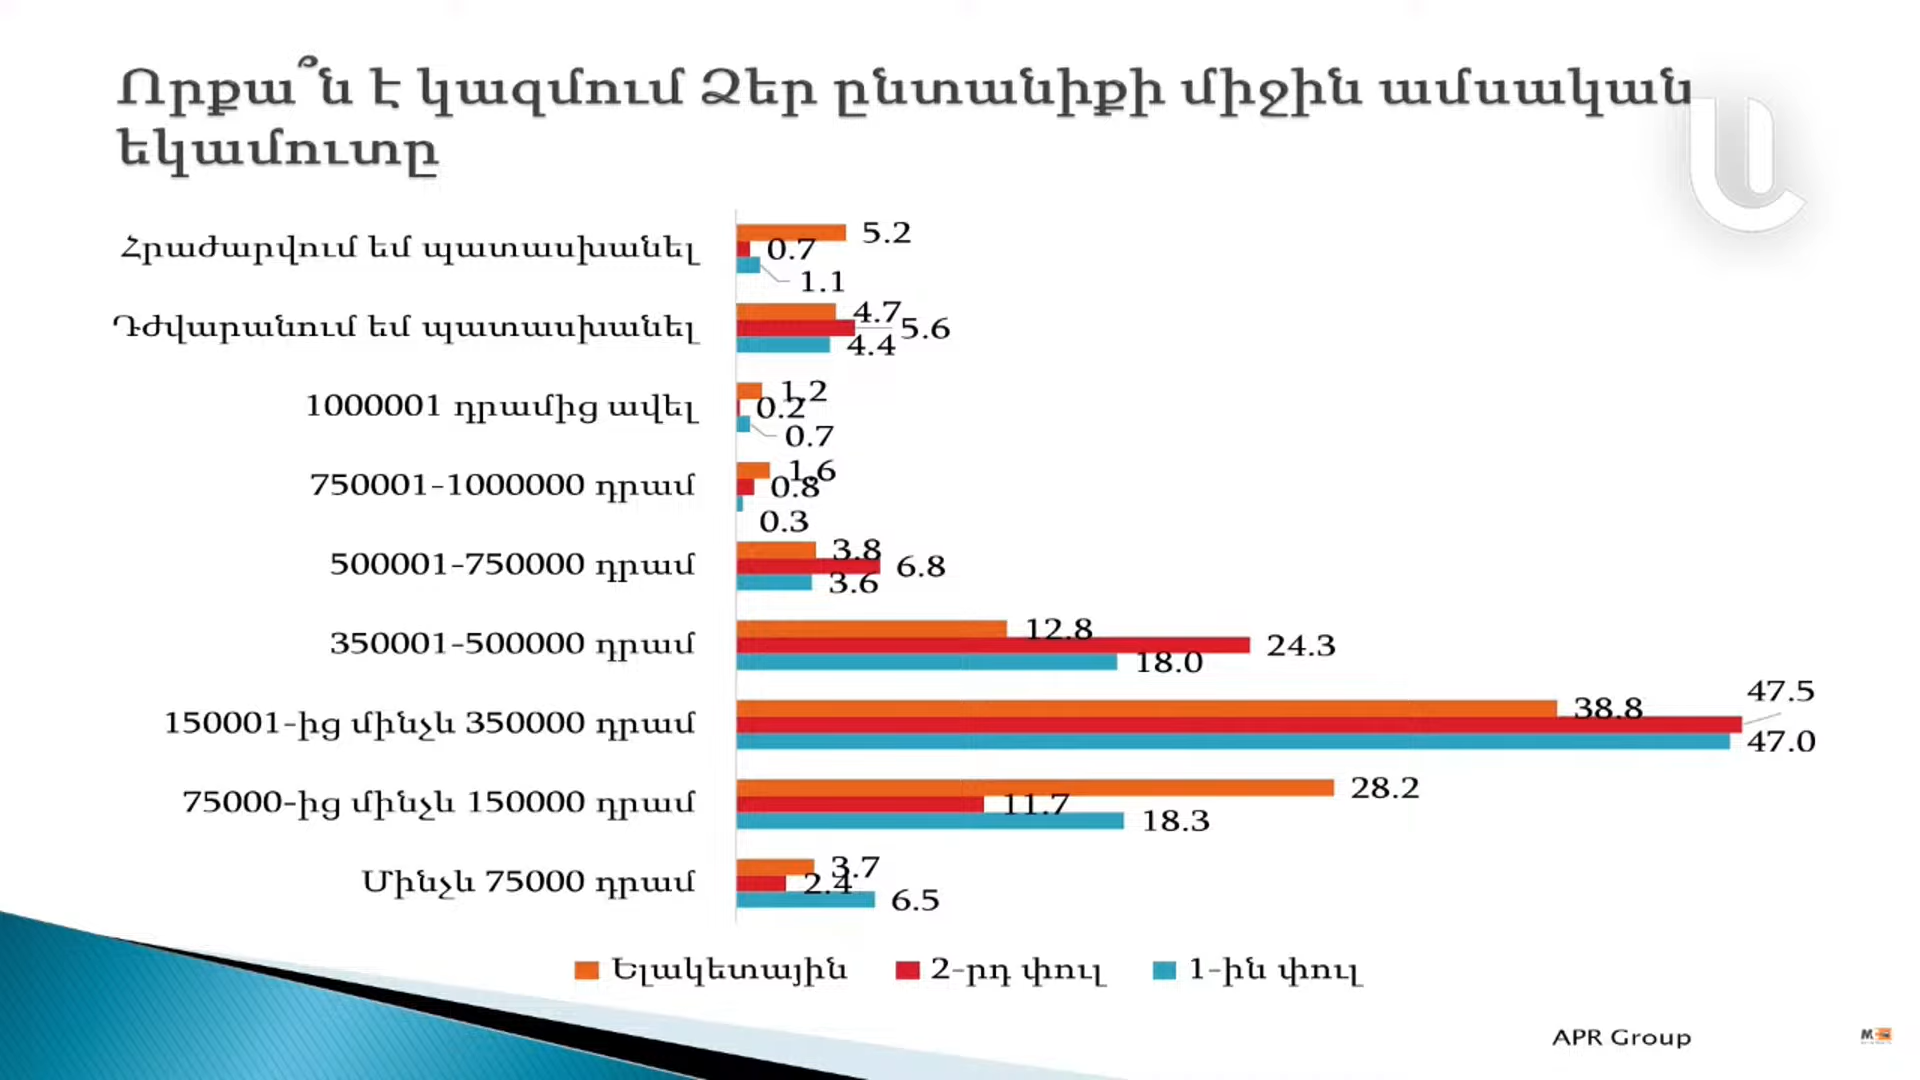 Որքա՞ն է կազմում Ձեր ընտանիքի միջին ամսական
եկամուտը
Հրաժարվում եմ պատասխանել
5.2
0.7
1.1
Դժվարանում եմ պատասխանել
4.7
5.6
4.4
1000001 դրամից ավել
1.2
0.2
0.7
750001-1000000 դրամ
1.6
0.8
0.3
500001-750000 դրամ
3.8
6.8
3.6
350001-500000 դրամ
12.8
24.3
18.0
150001-ից մինչև 350000 դրամ
38.8
47.5
47.0
75000-ից մինչև 150000 դրամ
28.2
11.7
18.3
Մինչև 75000 դրամ
3.7
2.4
6.5
Ելակետային 2-րդ փուլ 1-ին փուլ
APR Group